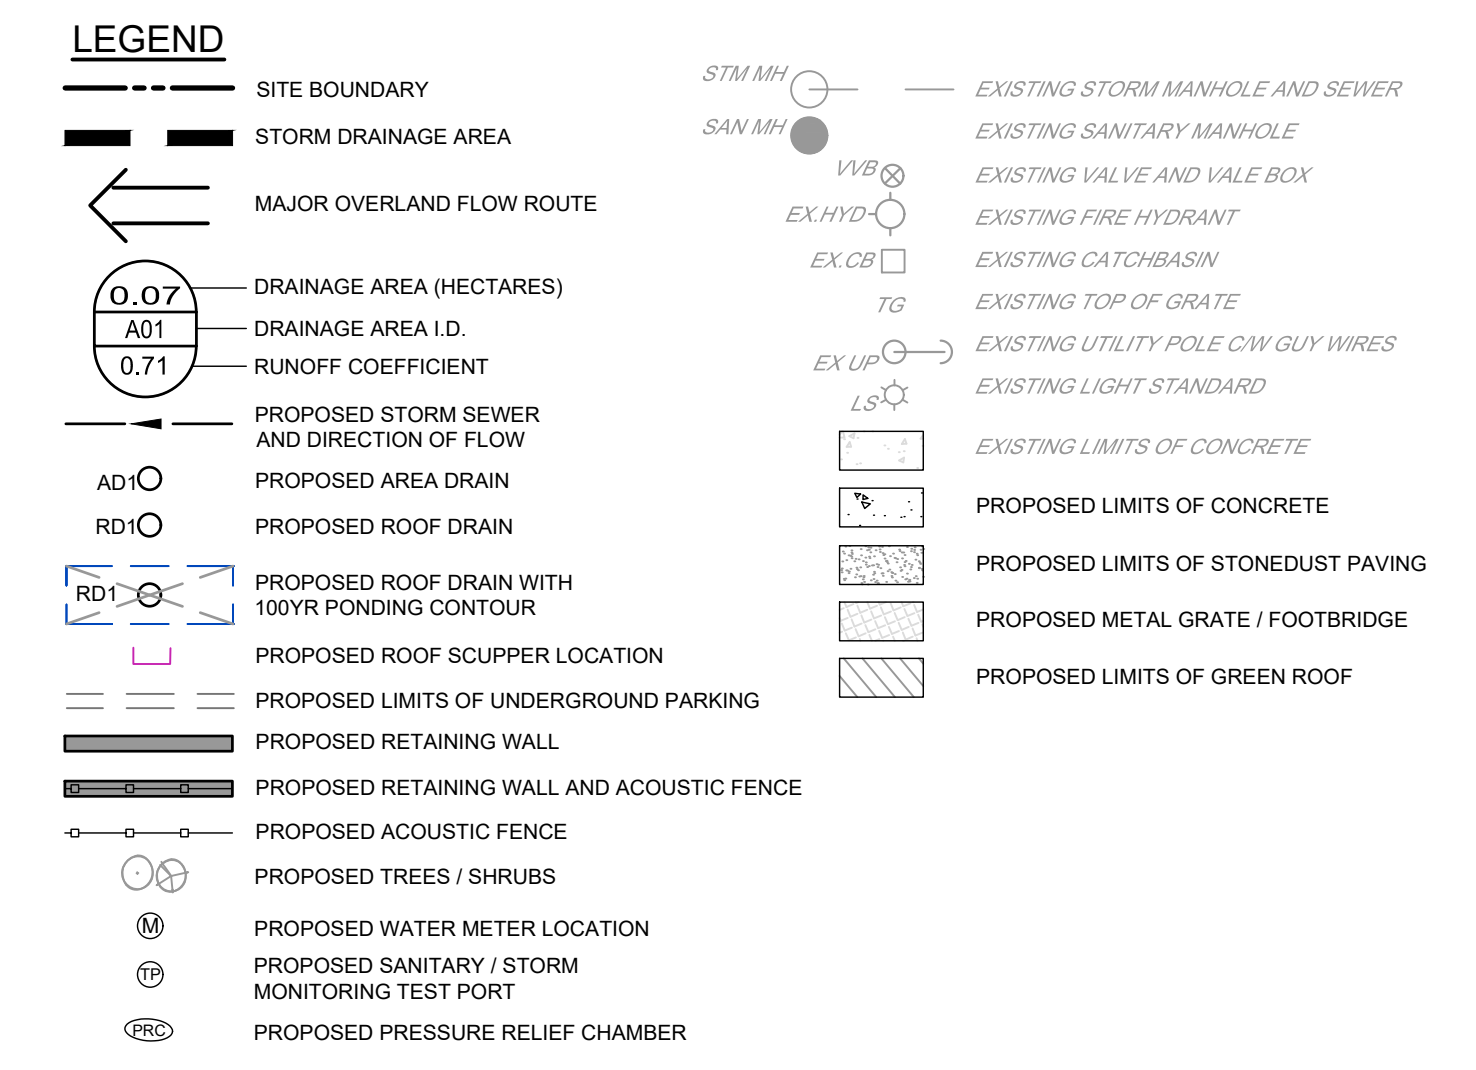 LEGEND
SITE BOUNDARY
STORM DRAINAGE AREA
MAJOR OVERLAND FLOW ROUTE
0.07
DRAINAGE AREA (HECTARES)
A01
DRAINAGE AREA I.D.
0.71
RUNOFF COEFFICIENT
PROPOSED STORM SEWER
AND DIRECTION OF FLOW
AD1
PROPOSED AREA DRAIN
RD1
PROPOSED ROOF DRAIN
RD1
PROPOSED ROOF DRAIN WITH
100YR PONDING CONTOUR
PROPOSED ROOF SCUPPER LOCATION
PROPOSED LIMITS OF UNDERGROUND PARKING
PROPOSED RETAINING WALL
PROPOSED RETAINING WALL AND ACOUSTIC FENCE
PROPOSED ACOUSTIC FENCE
PROPOSED TREES / SHRUBS
M
PROPOSED WATER METER LOCATION
TP
PROPOSED SANITARY / STORM
MONITORING TEST PORT
PRC
PROPOSED PRESSURE RELIEF CHAMBER
STM MH
EXISTING STORM MANHOLE AND SEWER
SAN MH
EXISTING SANITARY MANHOLE
VVB
EXISTING VALVE AND VALE BOX
EX.HYD
EXISTING FIRE HYDRANT
EX.CB
EXISTING CATCHBASIN
TG
EXISTING TOP OF GRATE
EX UP
EXISTING UTILITY POLE C/W GUY WIRES
LS
EXISTING LIGHT STANDARD
EXISTING LIMITS OF CONCRETE
PROPOSED LIMITS OF CONCRETE
PROPOSED LIMITS OF STONEDUST PAVING
PROPOSED METAL GRATE / FOOTBRIDGE
PROPOSED LIMITS OF GREEN ROOF